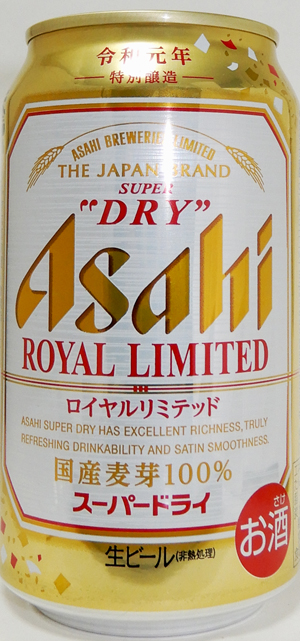 令和元年
特別醸造
ASAHI BREWERIES LIMITED
THE JAPAN BRAND
SUPER
"DRY"
Asahi
ROYAL LIMITED
ロイヤルリミテッド
ASAHI SUPER DRY HAS EXCELLENT RICHNESS, TRULY
REFRESHING DRINKABILITY AND SATIN SMOOTHNESS.
国産麦芽100%
スーパードライ
さけ
お酒
生ビール(非熱処理)